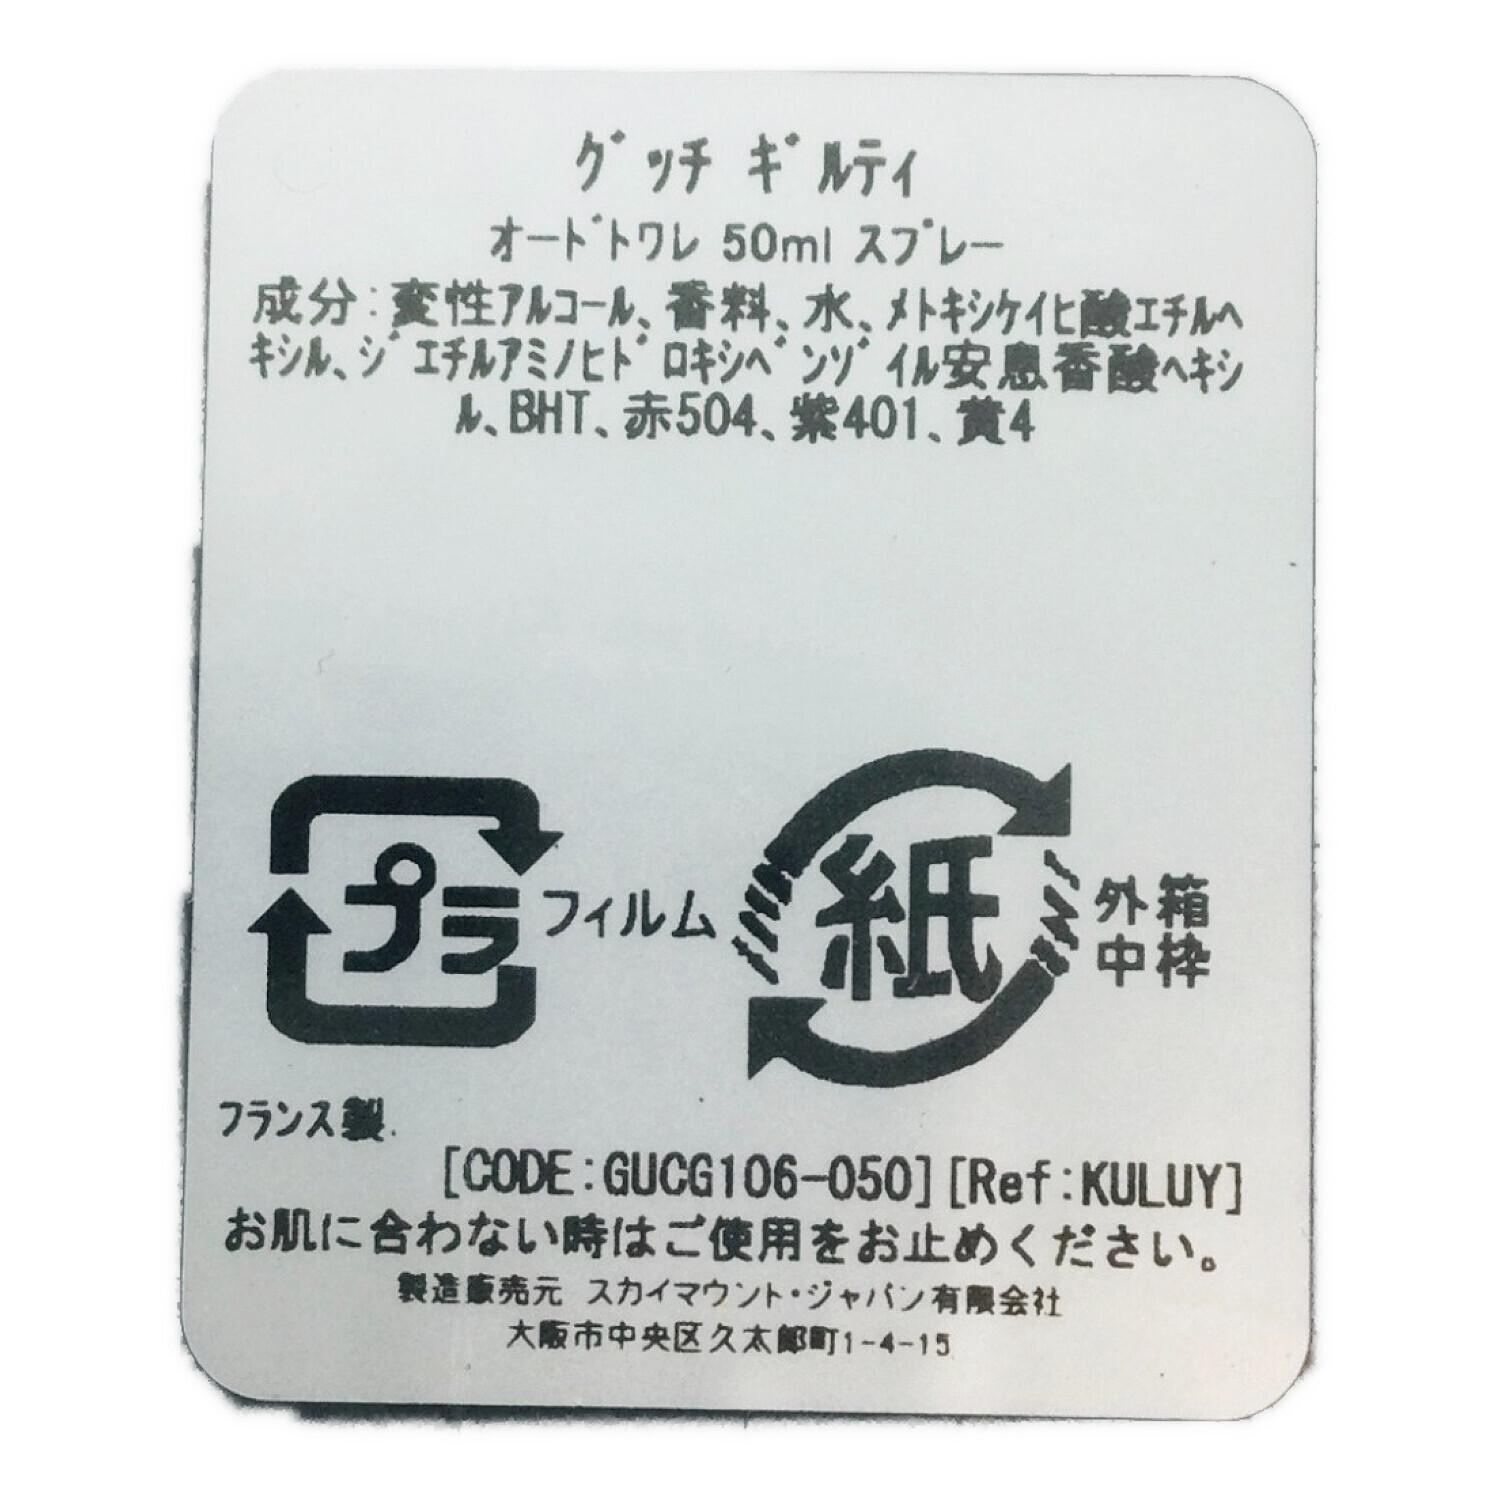 グッチ ギルティ
オードトワレ 50ml スプレー
成分:変性アルコール、香料、水、メトキシケイヒ酸エチルヘ
キシル、ジエチルアミノヒドロキシベンゾイル安息香酸ヘキシ
ル、BHT、赤504、紫401、黄4
プラ
フィルム
紙
外箱
中枠
フランス製.
[CODE:GUCG106-050][Ref:KULUY]
お肌に合わない時はご使用をお止めください。
製造販売元 スカイマウント・ジャパン有限会社
大阪市中央区久太郎町1-4-15